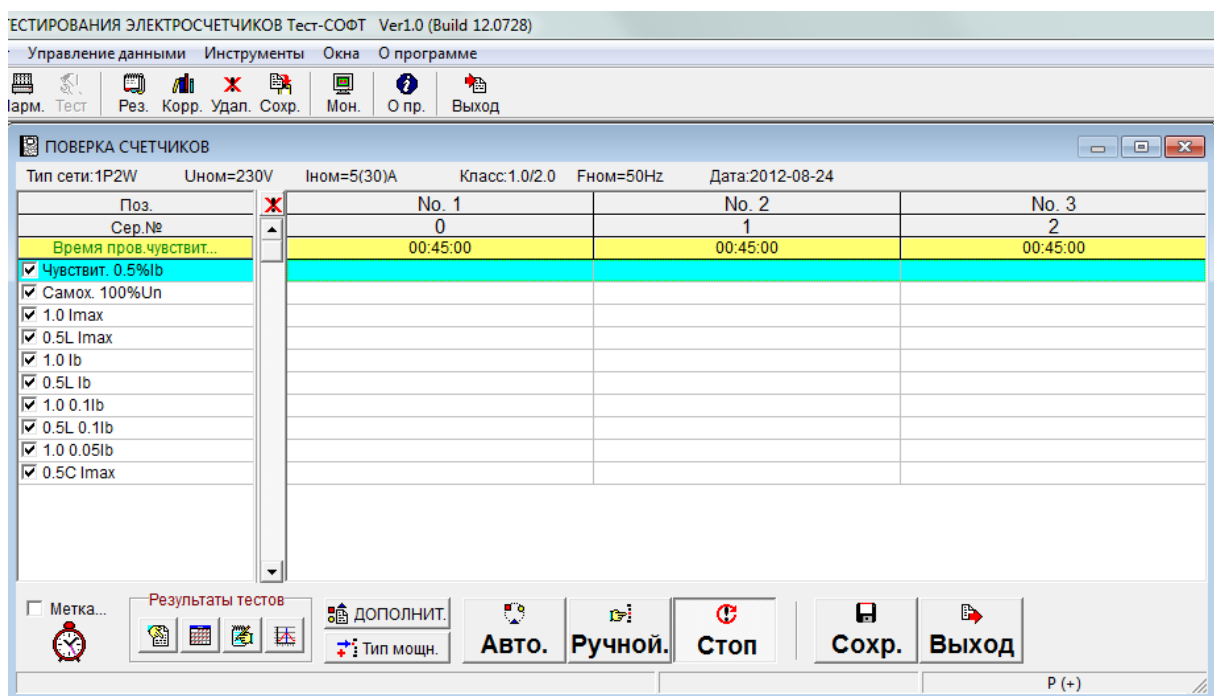 ТЕСТИРОВАНИЯ ЭЛЕКТРОСЧЕТЧИКОВ Тест-СОФТ Ver1.0 (Build 12.0728)
Управление данными Инструменты Окна О программе
Тест Рез. Корр. Удал. Сохр. Мон. О пр. Выход
ПОВЕРКА СЧЕТЧИКОВ
Тип сети:1P2W Uном=230V Iном=5(30)A Класс:1.0/2.0 Fном=50Hz Дата:2012-08-24
Поз. No. 1 No. 2 No. 3
Сер.№ 0 1 2
Время пров.чувствит... 00:45:00 00:45:00 00:45:00
Чувствит. 0.5%Ib
Самох. 100%Un
1.0 Imax
0.5L Imax
1.0 Ib
0.5L Ib
1.0 0.1Ib
0.5L 0.1Ib
1.0 0.05Ib
0.5C Imax
Метка...
Результаты тестов
ДОПОЛНИТ.
Тип мощн.
Авто. Ручной. Стоп Сохр. Выход
P (+)